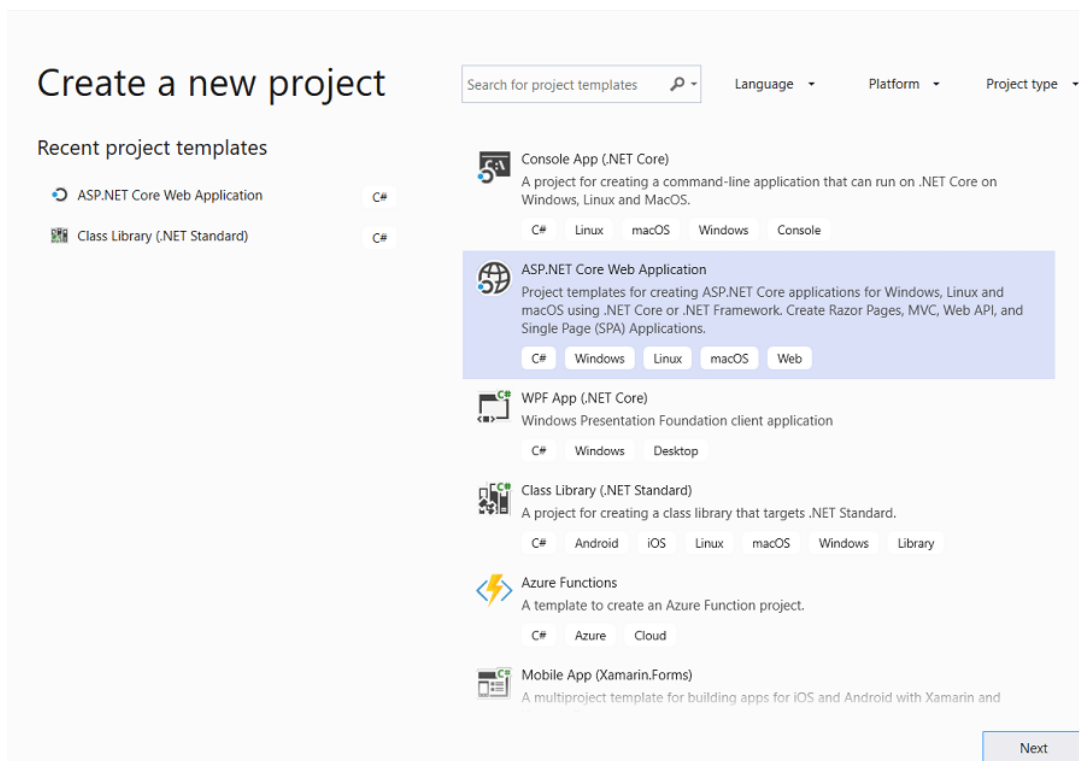 Create a new project
Search for project templates
Language
Platform
Project type
Recent project templates
ASP.NET Core Web Application C#
Class Library (.NET Standard) C#
Console App (.NET Core)
A project for creating a command-line application that can run on .NET Core on
Windows, Linux and MacOS.
C# Linux macOS Windows Console
ASP.NET Core Web Application
Project templates for creating ASP.NET Core applications for Windows, Linux and
macOS using .NET Core or .NET Framework. Create Razor Pages, MVC, Web API, and
Single Page (SPA) Applications.
C# Windows Linux macOS Web
WPF App (.NET Core)
Windows Presentation Foundation client application
C# Windows Desktop
Class Library (.NET Standard)
A project for creating a class library that targets .NET Standard.
C# Android iOS Linux macOS Windows Library
Azure Functions
A template to create an Azure Function project.
C# Azure Cloud
Mobile App (Xamarin.Forms)
A multiproject template for building apps for iOS and Android with Xamarin and
Next